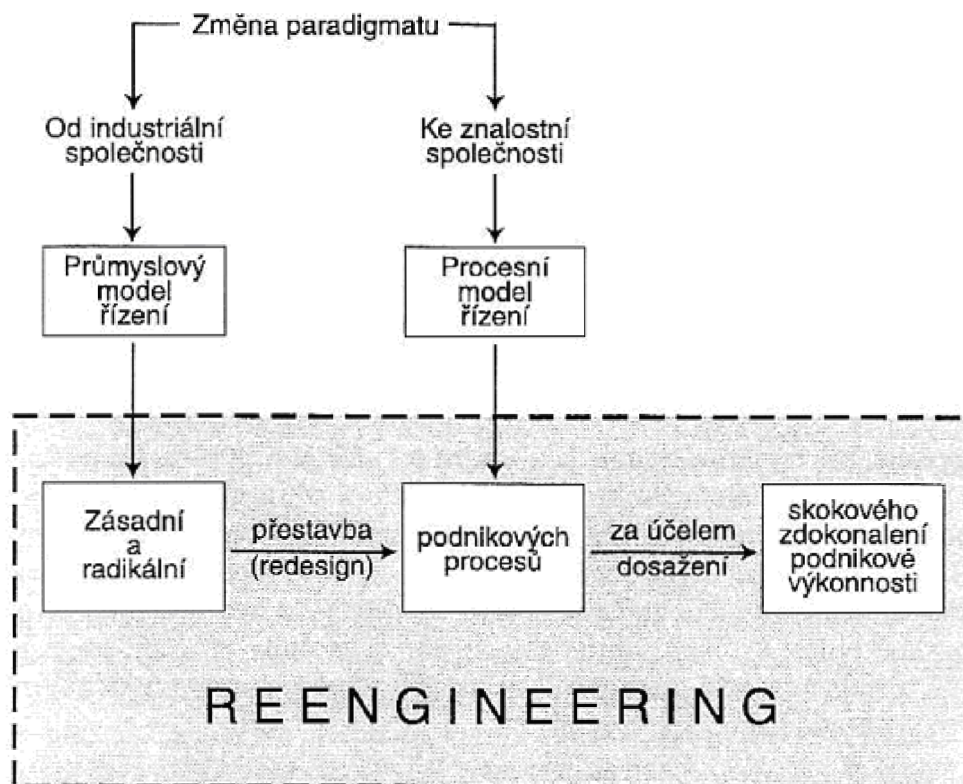 Změna paradigmatu
Od industriální
společnosti
Ke znalostní
společnosti
Průmyslový
model
řízení
Procesní
model
řízení
Zásadní
a
radikální
přestavba
(redesign)
podnikových
procesů
za účelem
dosažení
skokového
zdokonalení
podnikové
výkonnosti
REENGINEERING